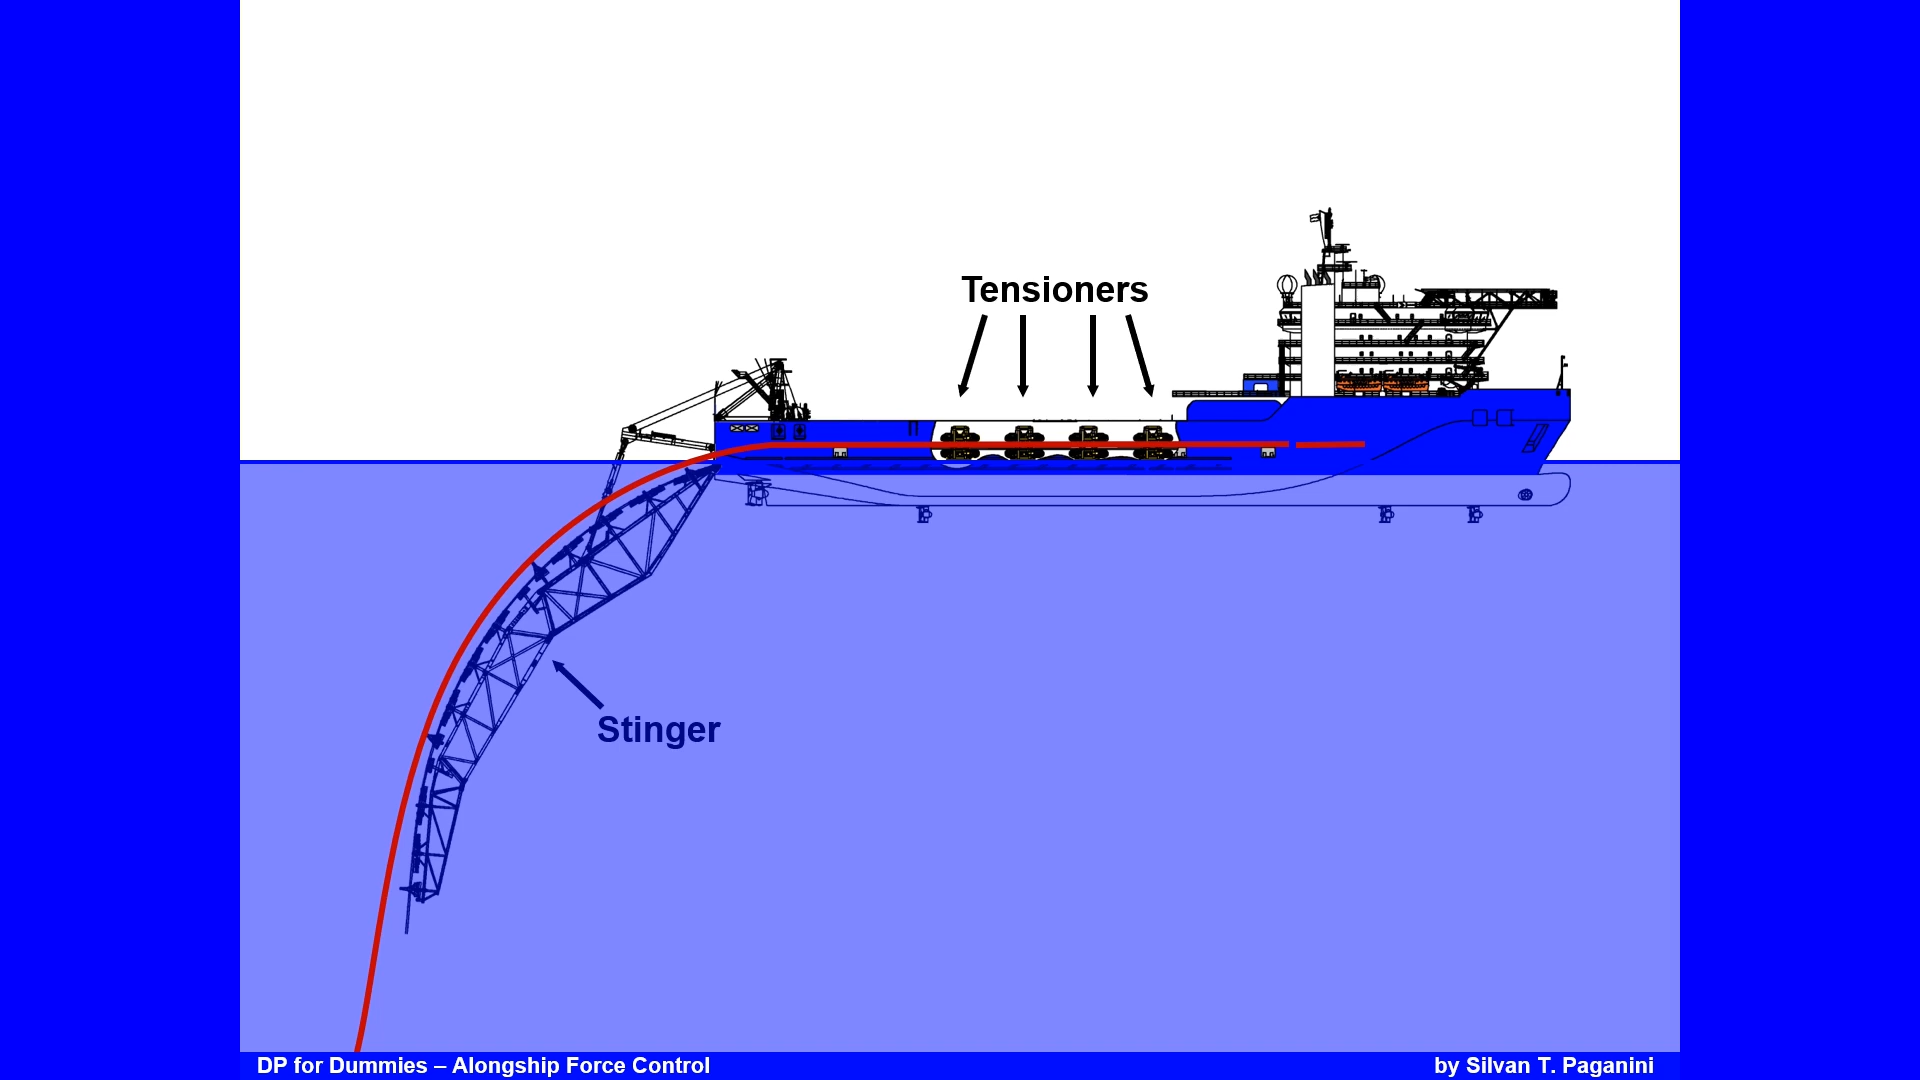 Tensioners
Stinger
DP for Dummies – Alongship Force Control
by Silvan T. Paganini